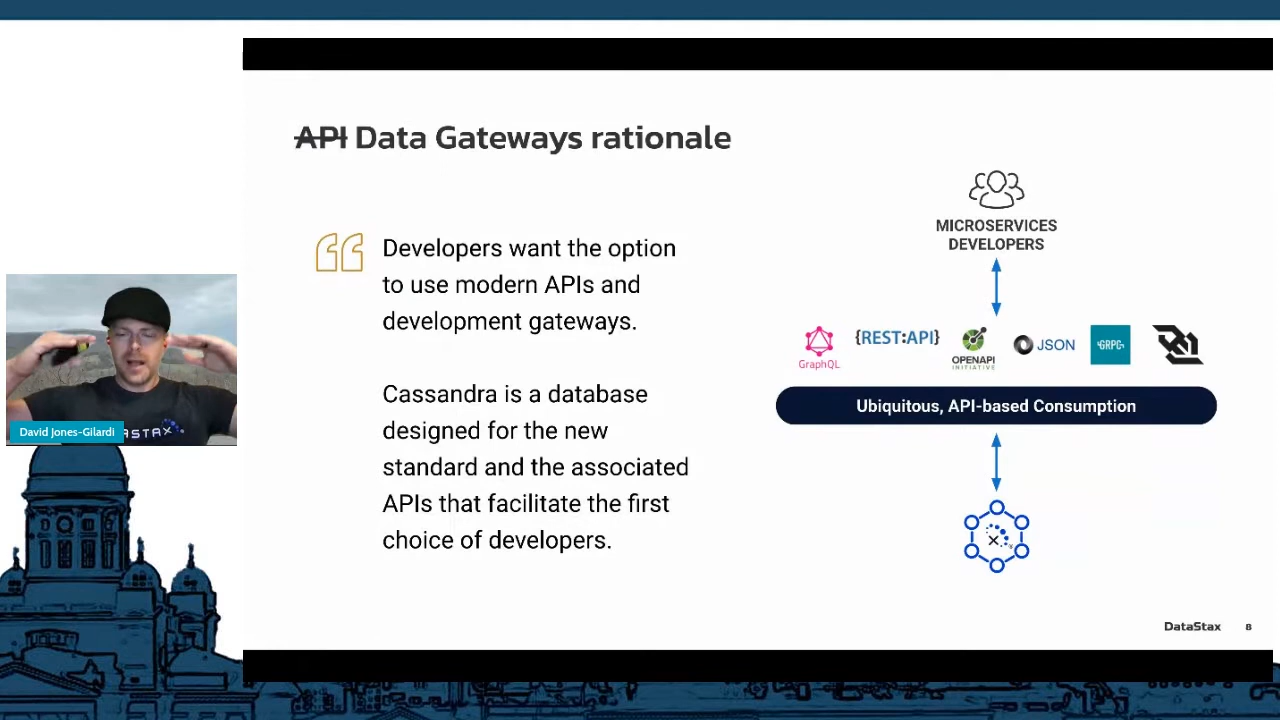 API Data Gateways rationale
Developers want the option
to use modern APIs and
development gateways.
Cassandra is a database
designed for the new
standard and the associated
APIs that facilitate the first
choice of developers.
MICROSERVICES
DEVELOPERS
GraphQL
{REST:API}
OPENAPI
INITIATIVE
JSON
GRPC
Ubiquitous, API-based Consumption
DataStax 8
David Jones-Gilardi
ASTAX